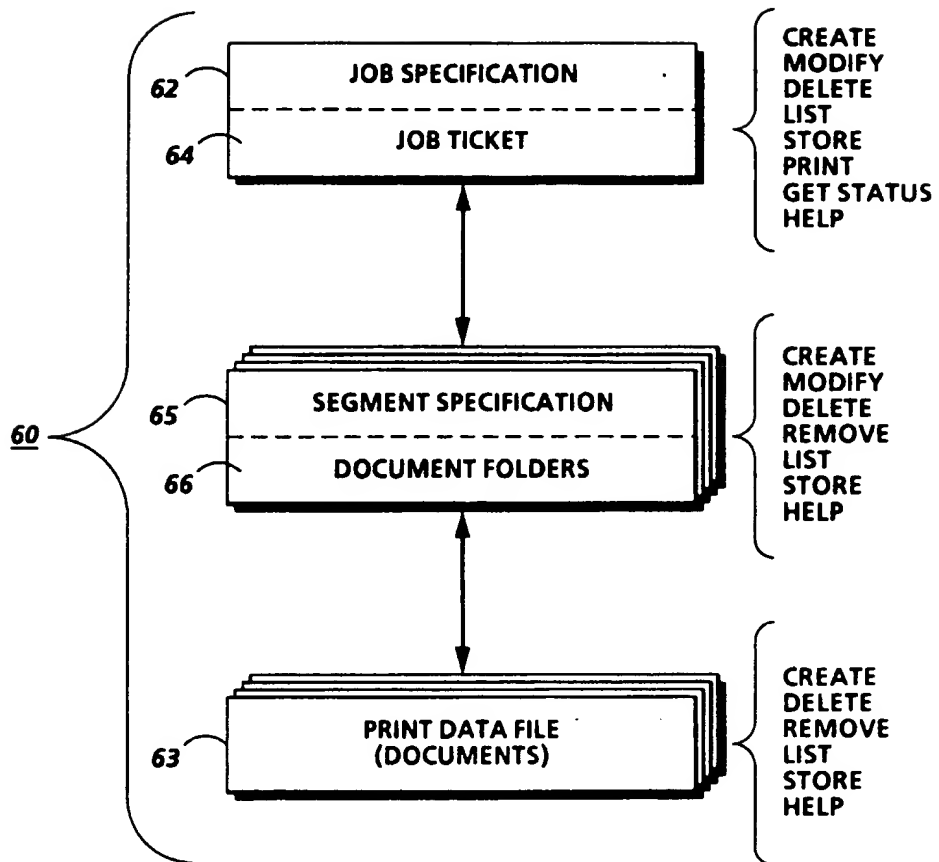 60
62
JOB SPECIFICATION
64
JOB TICKET
CREATE
MODIFY
DELETE
LIST
STORE
PRINT
GET STATUS
HELP
65
SEGMENT SPECIFICATION
66
DOCUMENT FOLDERS
CREATE
MODIFY
DELETE
REMOVE
LIST
STORE
HELP
63
PRINT DATA FILE
(DOCUMENTS)
CREATE
DELETE
REMOVE
LIST
STORE
HELP